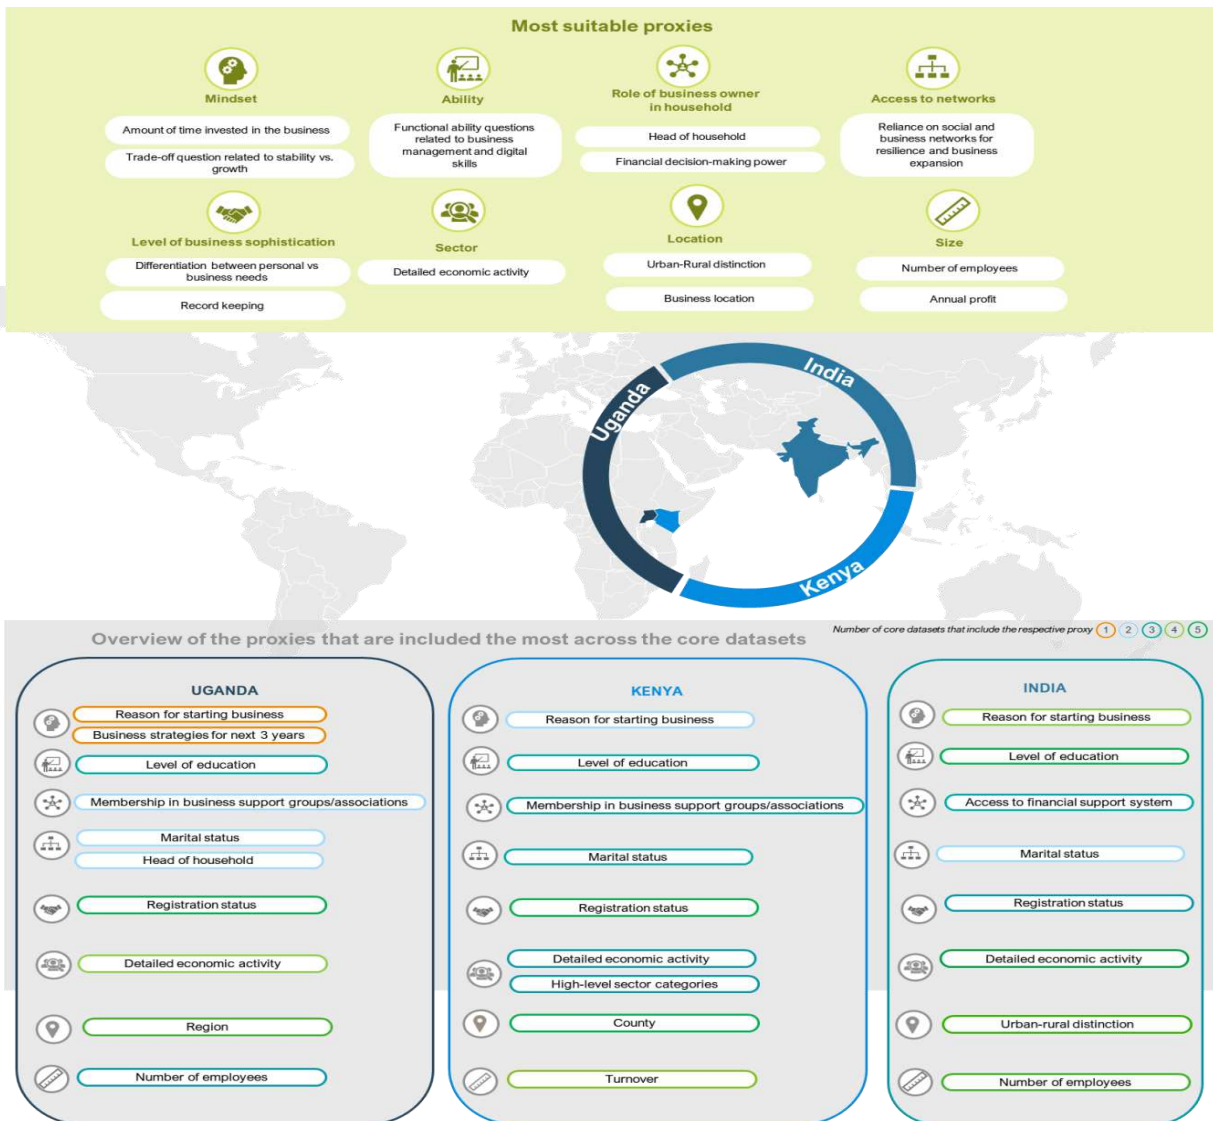 Most suitable proxies
Mindset
Amount of time invested in the business
Trade-off question related to stability vs.
growth
Ability
Functional ability questions
related to business
management and digital
skills
Role of business owner
in household
Head of household
Financial decision-making power
Access to networks
Reliance on social and
business networks for
resilience and business
expansion
Level of business sophistication
Differentiation between personal vs
business needs
Record keeping
Sector
Detailed economic activity
Location
Urban-Rural distinction
Business location
Size
Number of employees
Annual profit
Uganda
India
Kenya
Overview of the proxies that are included the most across the core datasets
Number of core datasets that include the respective proxy 1 2 3 4 5
UGANDA
Reason for starting business
Business strategies for next 3 years
Level of education
Membership in business support groups/associations
Marital status
Head of household
Registration status
Detailed economic activity
Region
Number of employees
KENYA
Reason for starting business
Level of education
Membership in business support groups/associations
Marital status
Registration status
Detailed economic activity
High-level sector categories
County
Turnover
INDIA
Reason for starting business
Level of education
Access to financial support system
Marital status
Registration status
Detailed economic activity
Urban-rural distinction
Number of employees